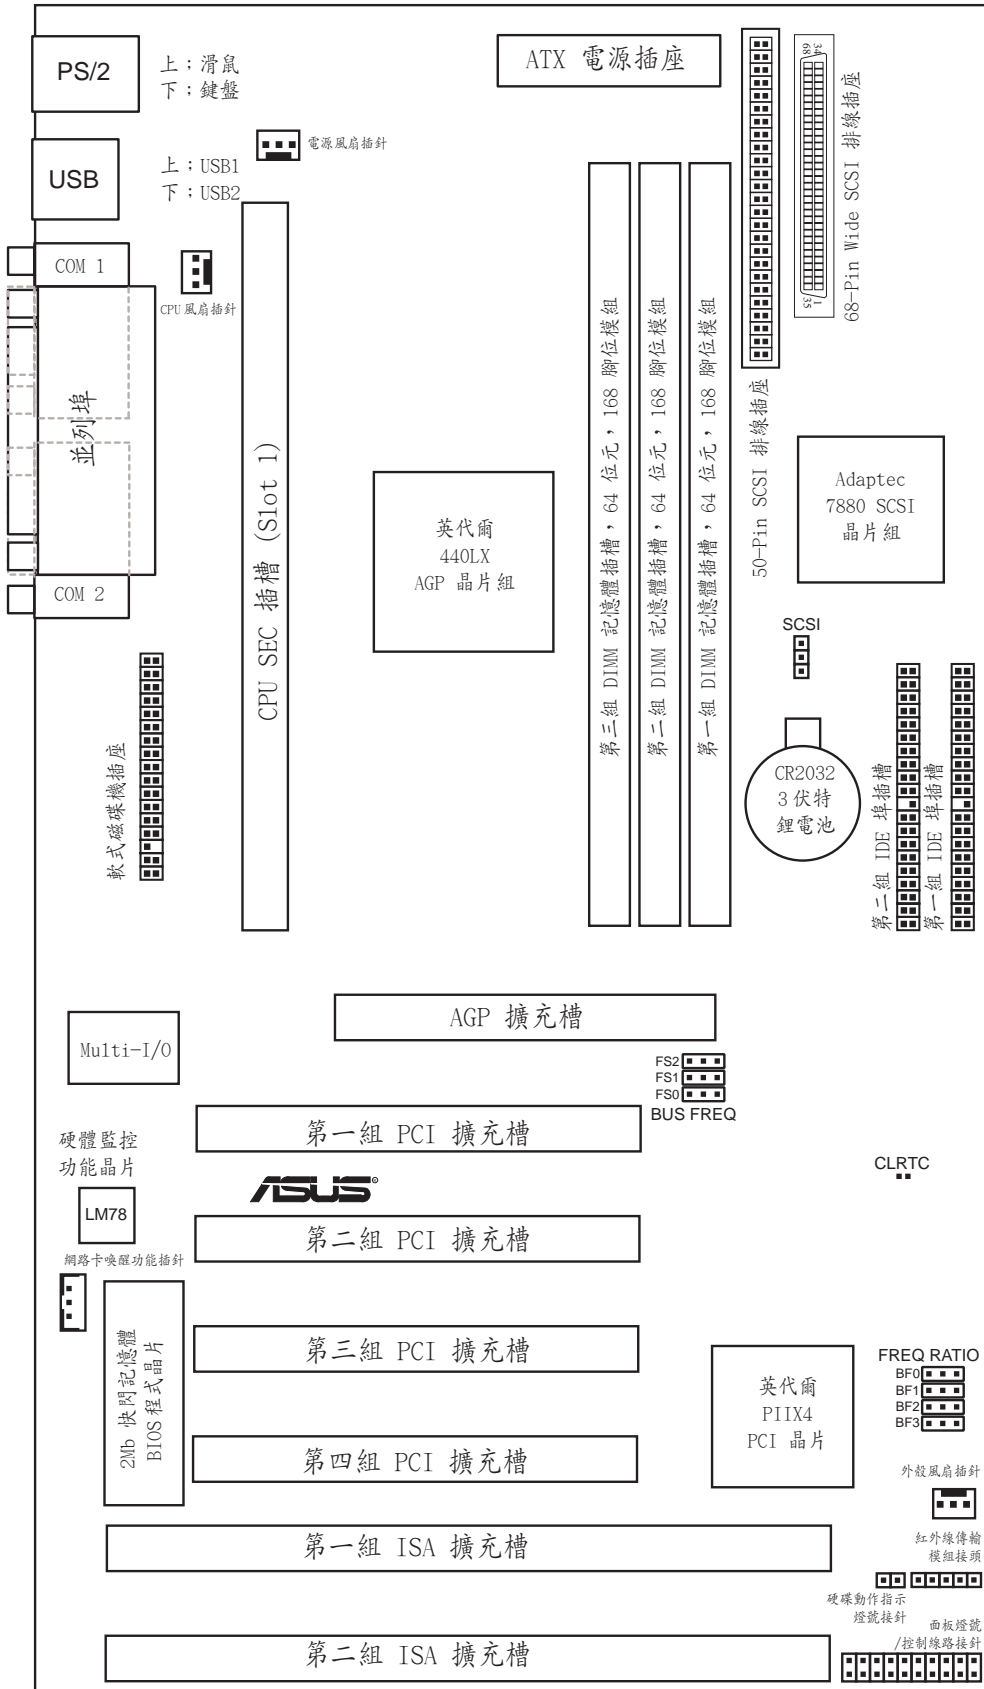 PS/2
上；滑鼠
下；鍵盤
ATX 電源插座
34
68
68-Pin Wide SCSI 排線插座
1
35
電源風扇插針
USB
上；USB1
下；USB2
COM 1
CPU 風扇插針
並列埠
COM 2
CPU SEC 插槽 (Slot 1)
英代爾
440LX
AGP 晶片組
第三組 DIMM 記憶體插槽，64 位元，168 腳位模組
第二組 DIMM 記憶體插槽，64 位元，168 腳位模組
第一組 DIMM 記憶體插槽，64 位元，168 腳位模組
50-Pin SCSI 排線插座
Adaptec
7880 SCSI
晶片組
SCSI
CR2032
3 伏特
鋰電池
軟式磁碟機插座
第二組 IDE 埠插槽
第一組 IDE 埠插槽
AGP 擴充槽
Multi-I/O
FS2
FS1
FS0
BUS FREQ
第一組 PCI 擴充槽
硬體監控
功能晶片
LM78
ASUS®
CLRTC
第二組 PCI 擴充槽
網路卡喚醒功能插針
2Mb 快閃記憶體
BIOS 程式晶片
第三組 PCI 擴充槽
英代爾
PIIX4
PCI 晶片
FREQ RATIO
BF0
BF1
BF2
BF3
第四組 PCI 擴充槽
外殼風扇插針
第一組 ISA 擴充槽
紅外線傳輸
模組接頭
硬碟動作指示
燈號接針
面板燈號
/控制線路接針
第二組 ISA 擴充槽